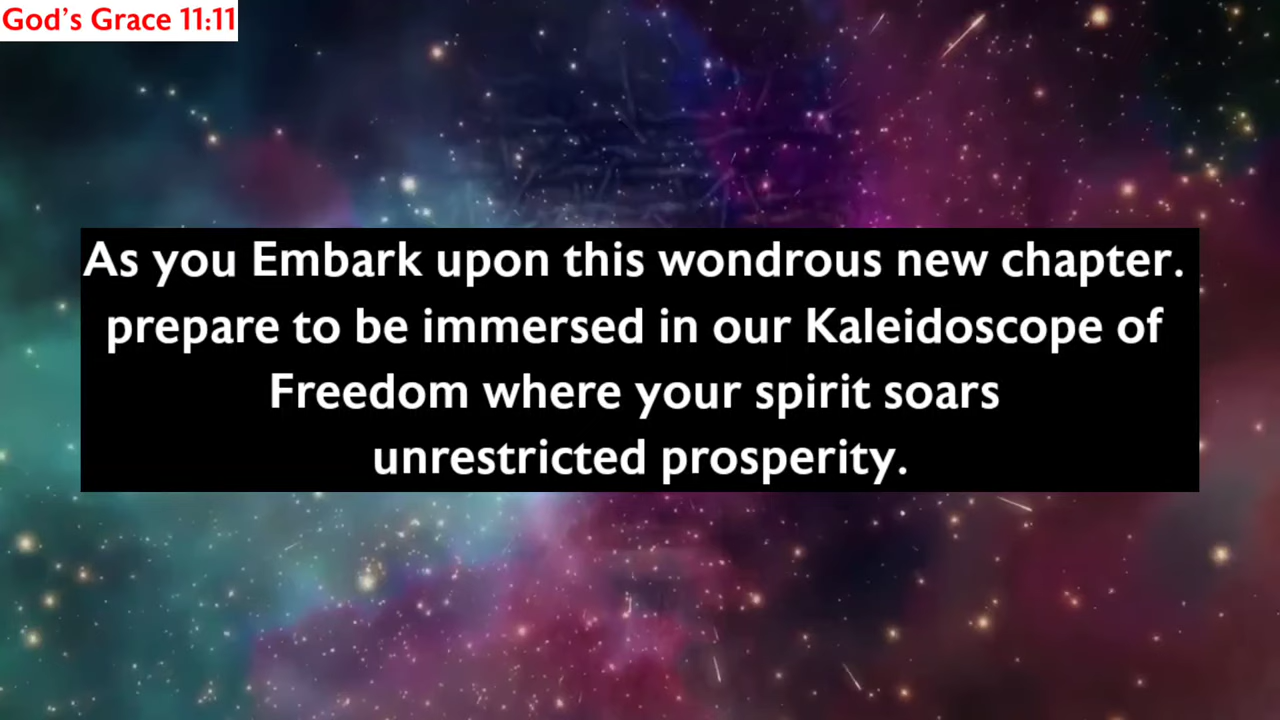 God's Grace 11:11
As you Embark upon this wondrous new chapter.
prepare to be immersed in our Kaleidoscope of
Freedom where your spirit soars
unrestricted prosperity.